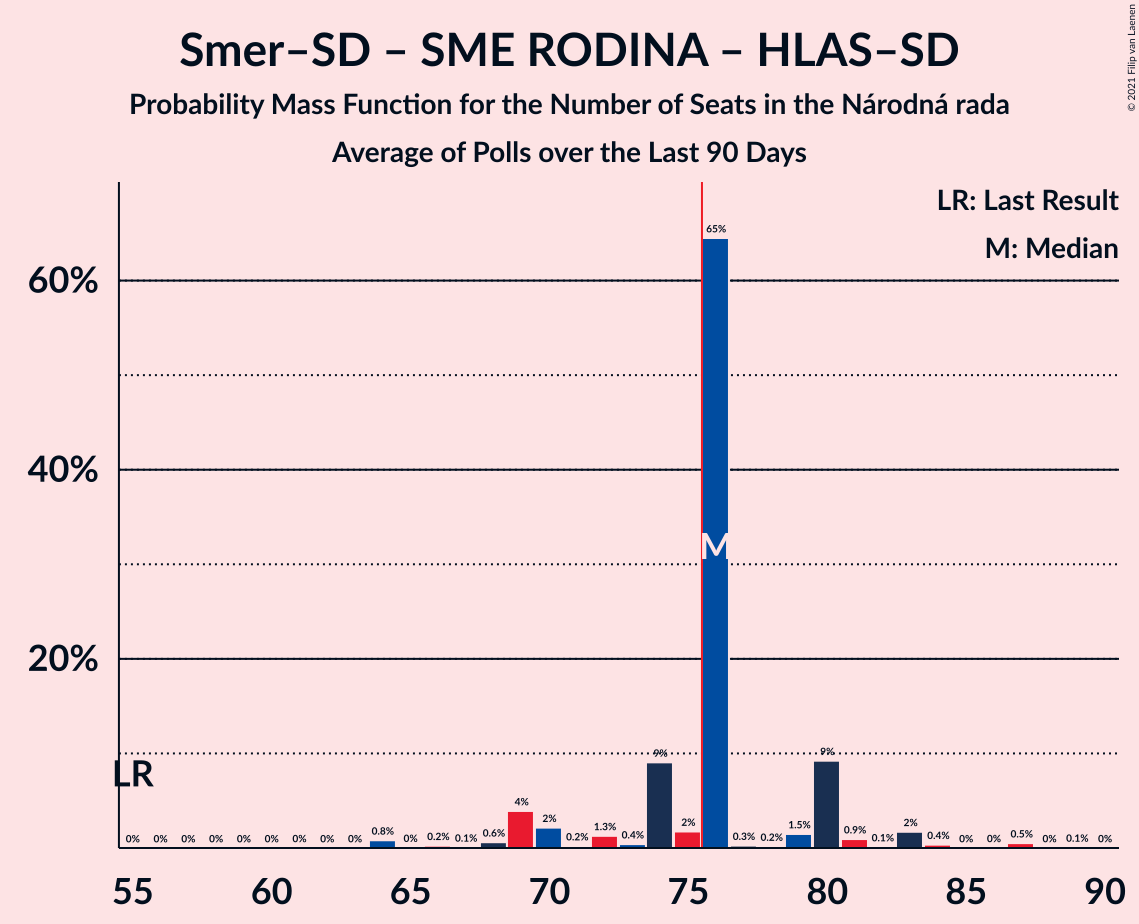 Smer–SD – SME RODINA – HLAS–SD
Probability Mass Function for the Number of Seats in the Národná rada
Average of Polls over the Last 90 Days
© 2021 Filip van Laenen
LR: Last Result
M: Median
60%
40%
20%
LR
M
0% 0% 0% 0% 0% 0% 0% 0% 0% 0.8% 0% 0.2% 0.1% 0.6% 4% 2% 0.2% 1.3% 0.4% 9% 2% 65% 0.3% 0.2% 1.5% 9% 0.9% 0.1% 2% 0.4% 0% 0% 0.5% 0% 0.1% 0%
55 60 65 70 75 80 85 90